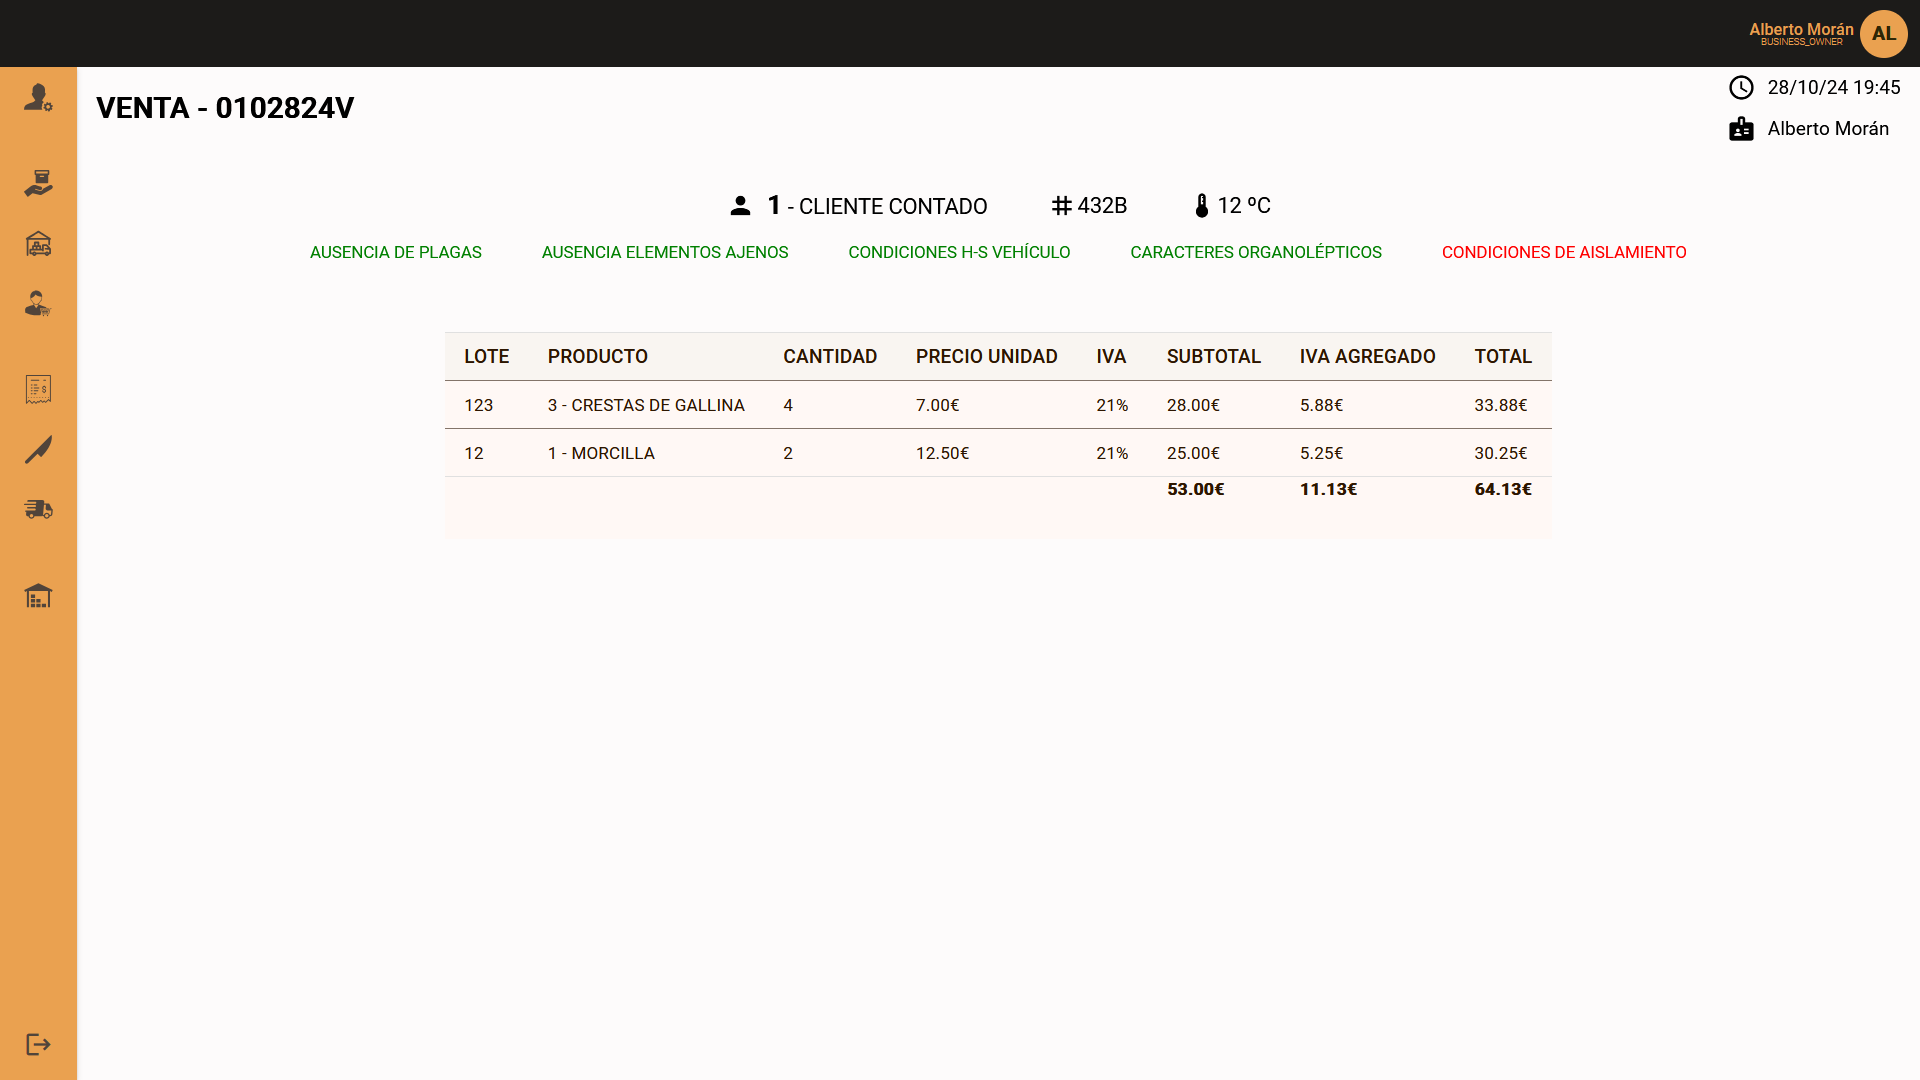 Alberto Morán
BUSINESS_OWNER
AL
VENTA - 0102824V
28/10/24 19:45
Alberto Morán
1 - CLIENTE CONTADO 432B 12 ºC
AUSENCIA DE PLAGAS AUSENCIA ELEMENTOS AJENOS CONDICIONES H-S VEHÍCULO CARACTERES ORGANOLÉPTICOS CONDICIONES DE AISLAMIENTO
LOTE PRODUCTO CANTIDAD PRECIO UNIDAD IVA SUBTOTAL IVA AGREGADO TOTAL
123 3 - CRESTAS DE GALLINA 4 7.00€ 21% 28.00€ 5.88€ 33.88€
12 1 - MORCILLA 2 12.50€ 21% 25.00€ 5.25€ 30.25€
53.00€ 11.13€ 64.13€